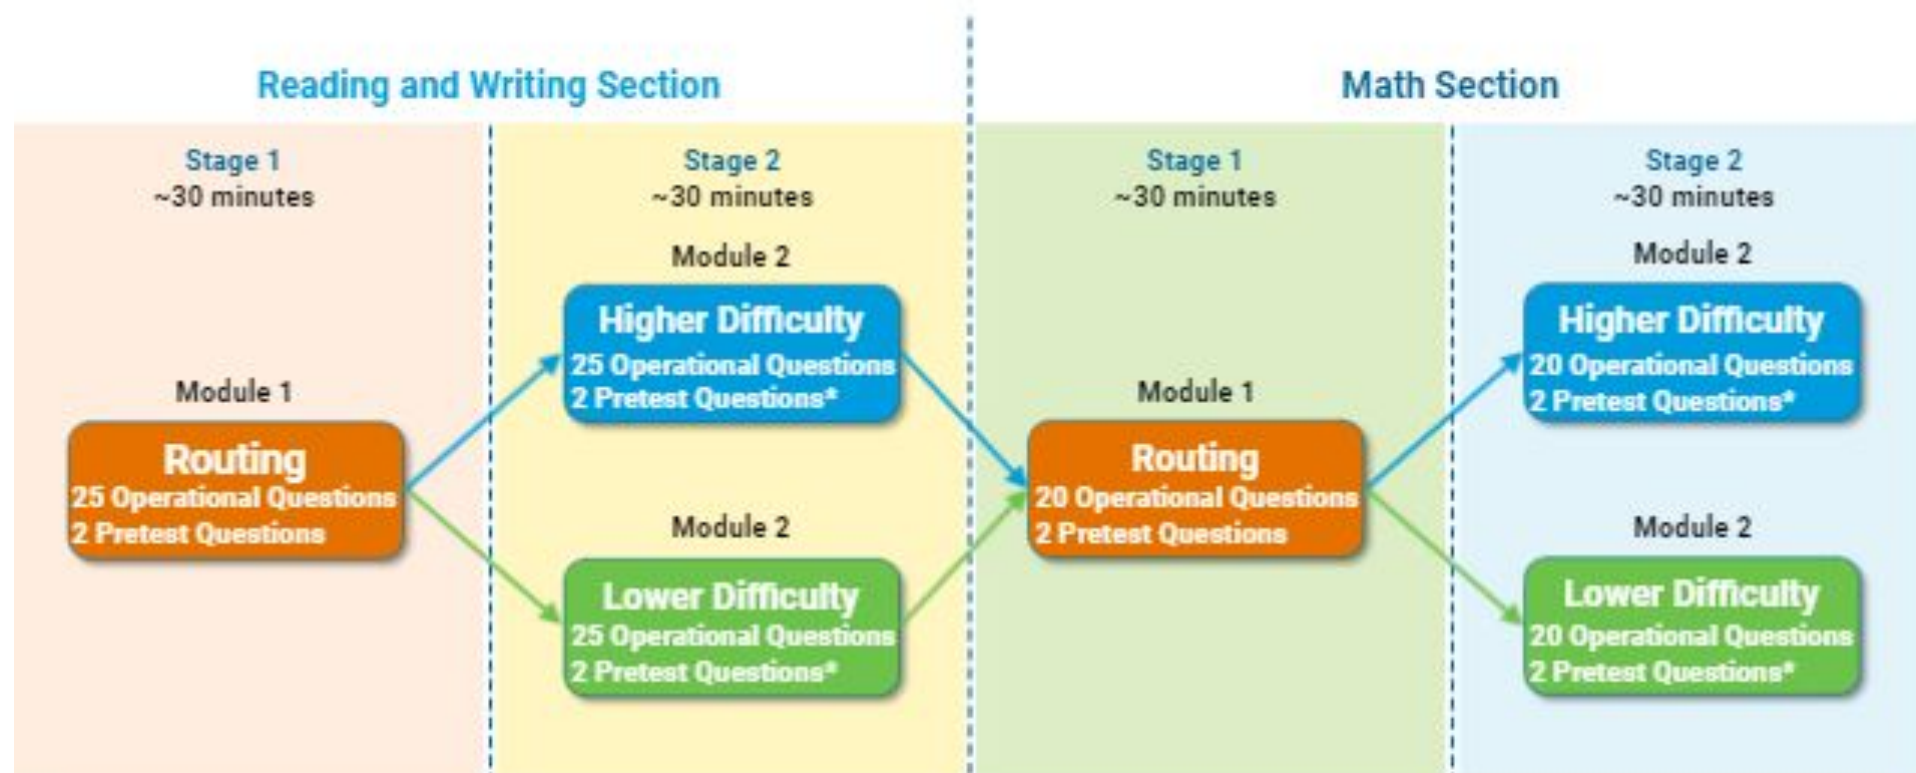 Reading and Writing Section
Stage 1
~30 minutes
Module 1
Routing
25 Operational Questions
2 Pretest Questions
Stage 2
~30 minutes
Module 2
Higher Difficulty
25 Operational Questions
2 Pretest Questions*
Module 2
Lower Difficulty
25 Operational Questions
2 Pretest Questions*
Math Section
Stage 1
~30 minutes
Module 1
Routing
20 Operational Questions
2 Pretest Questions
Stage 2
~30 minutes
Module 2
Higher Difficulty
20 Operational Questions
2 Pretest Questions*
Module 2
Lower Difficulty
20 Operational Questions
2 Pretest Questions*